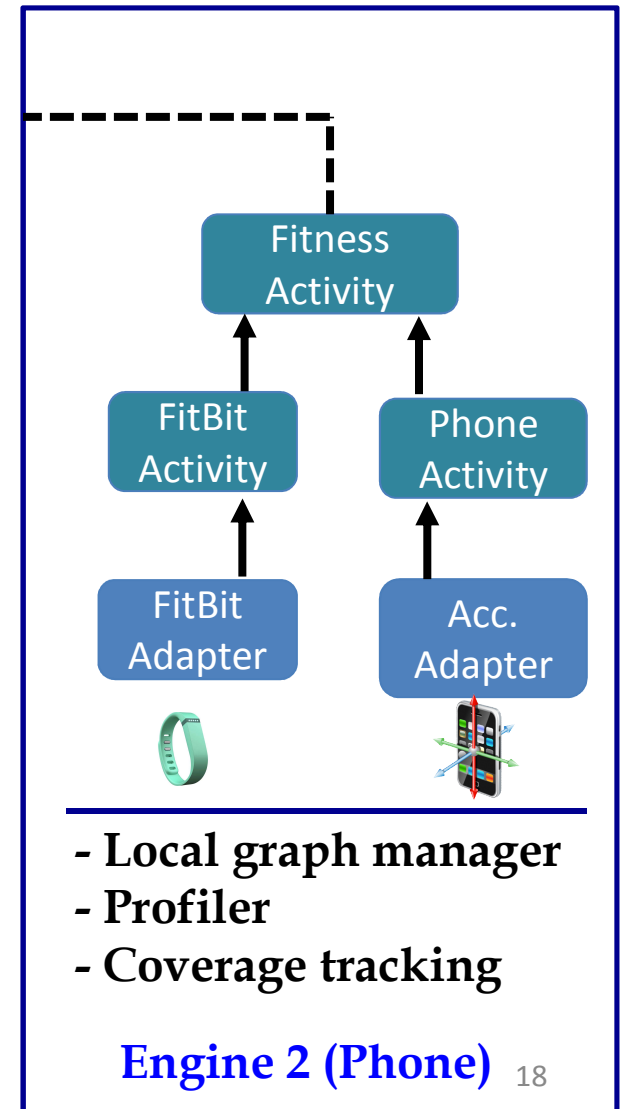 Fitness
Activity
FitBit
Activity
Phone
Activity
FitBit
Adapter
Acc.
Adapter
- Local graph manager
- Profiler
- Coverage tracking
Engine 2 (Phone) 18